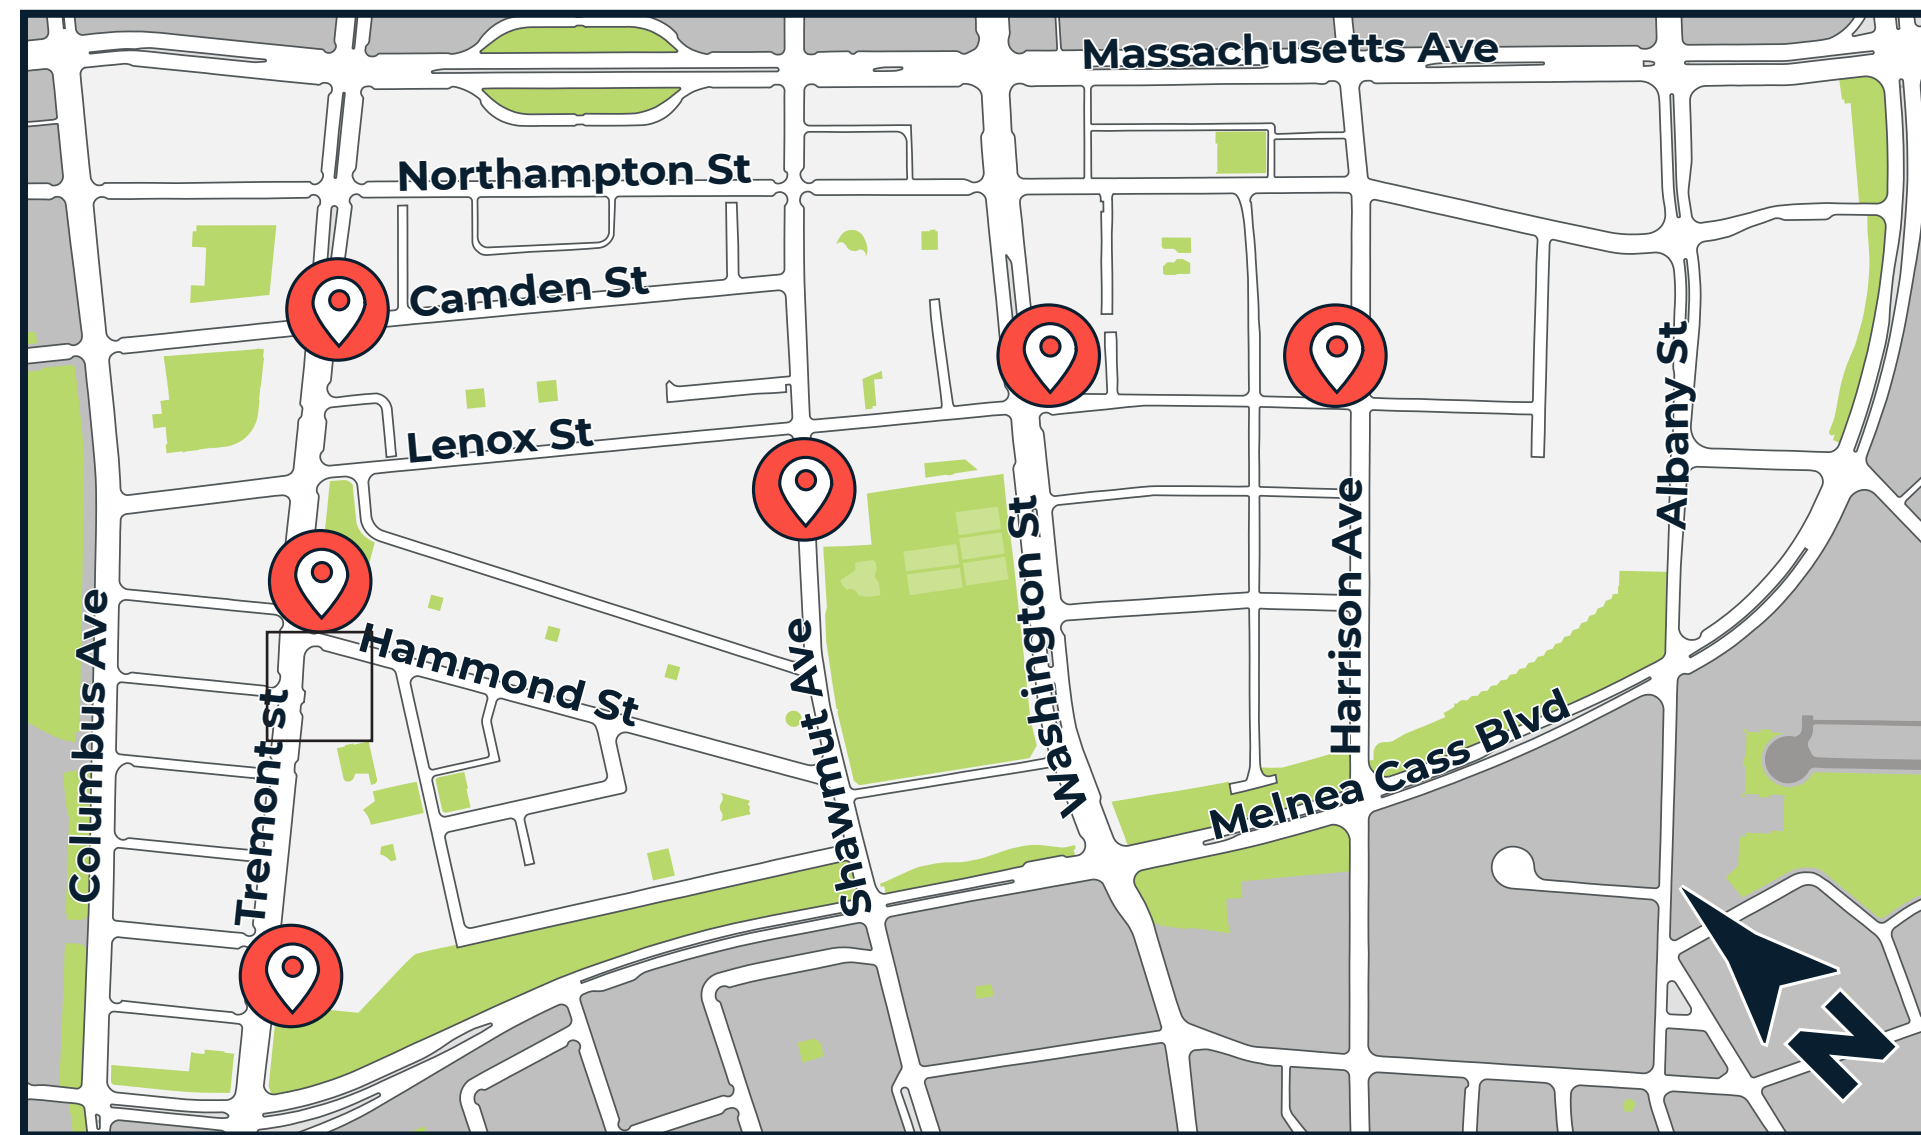 Massachusetts Ave
Northampton St
Camden St
Lenox St
Albany St
Harrison Ave
Washington St
Columbus Ave
Hammond St
Shawmut Ave
Tremont st
Melnea Cass Blvd
N